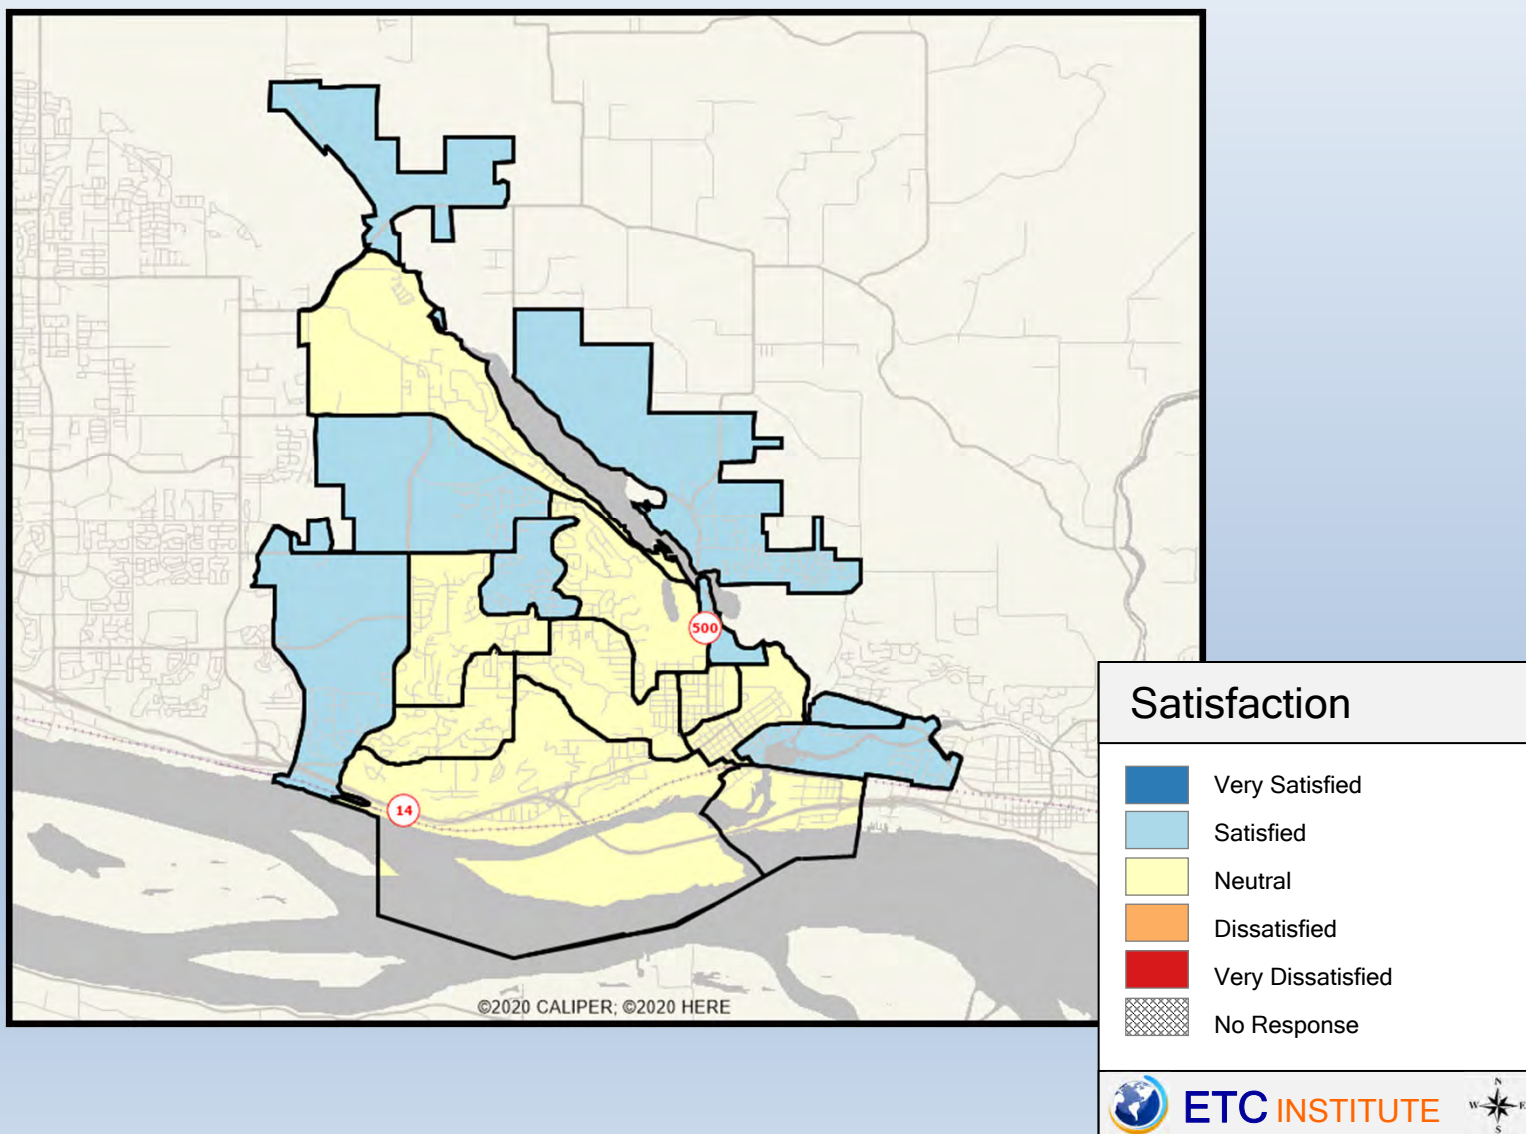 500
14
©2020 CALIPER; ©2020 HERE
Satisfaction
Very Satisfied
Satisfied
Neutral
Dissatisfied
Very Dissatisfied
No Response
ETC INSTITUTE
N
W E
S